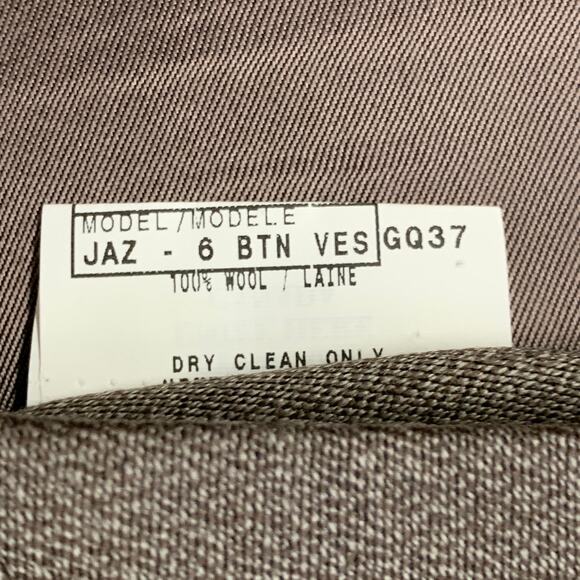 MODEL/MODELE
JAZ - 6 BTN VES GQ37
100% WOOL / LAINE
DRY CLEAN ONLY